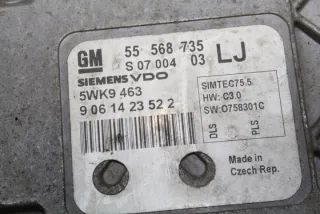 GM 55 568 735 LJ
S 07 004 03
SIEMENS VDO
5WK9 463
9 06 14 23 52 2
SIMTEC75.5
HW: C3.0
SW:O758301C
DLS
PLS
Made in
Czech Rep.